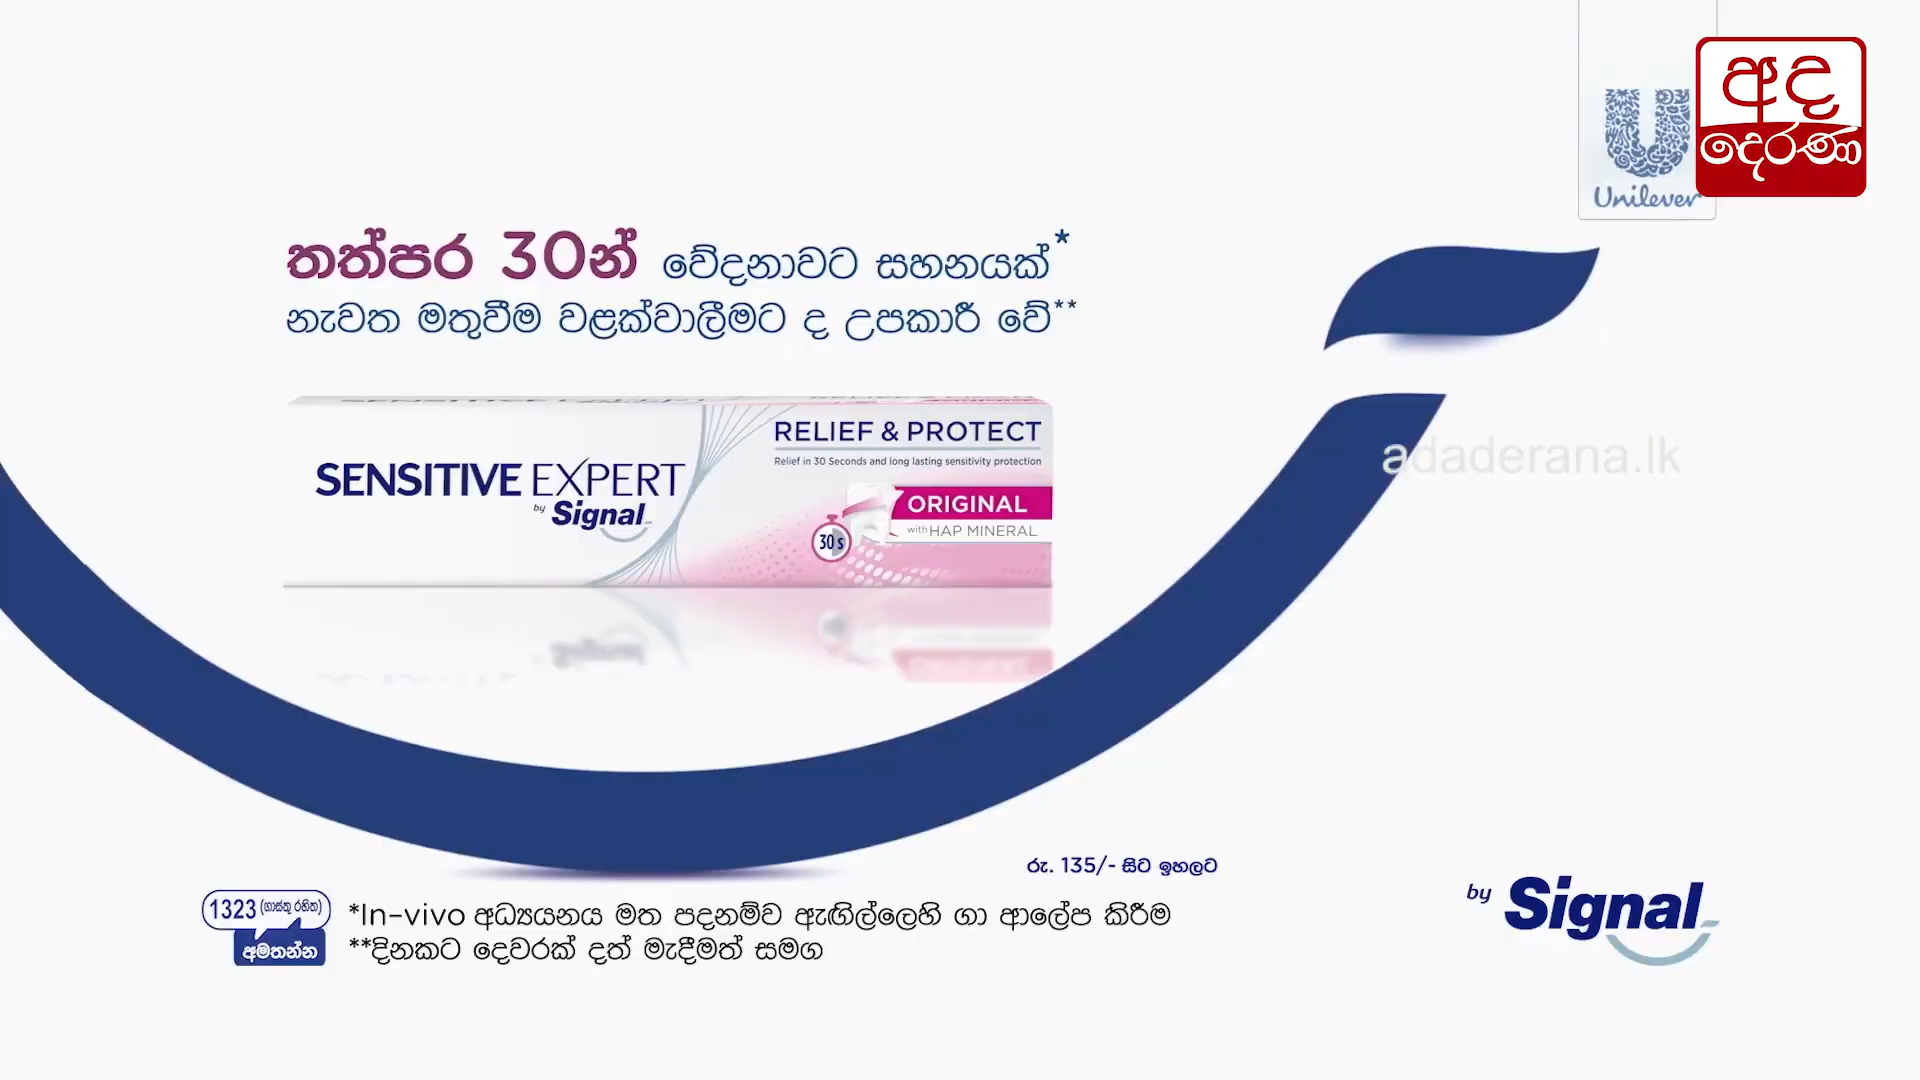 අද
දෙරණ
Unilever
තත්පර 30න් වේදනාවට සහනයක්*
නැවත මතුවීම වළක්වාලීමට ද උපකාරී වේ**
RELIEF & PROTECT
Relief in 30 Seconds and long lasting sensitivity protection
SENSITIVE EXPERT
by Signal
ORIGINAL
with HAP MINERAL
30 s
adaderana.lk
රු. 135/- සිට ඉහලට
1323 (ගාස්තු රහිත)
අමතන්න
*In-vivo අධ්‍යයනය මත පදනම්ව ඇඟිල්ලෙහි ගා ආලේප කිරීම
**දිනකට දෙවරක් දත් මැදීමත් සමග
by Signal